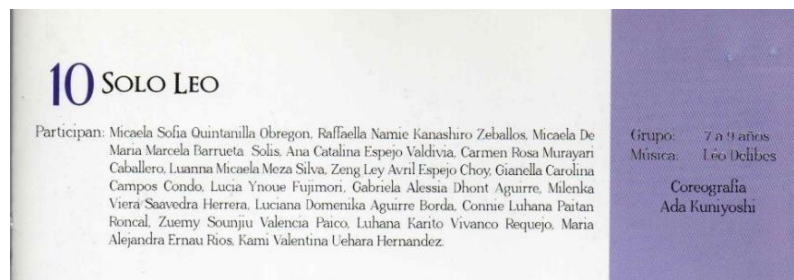 10 SOLO LEO
Participan: Micaela Sofia Quintanilla Obregon, Raffaella Namie Kanashiro Zeballos, Micaela De
Maria Marcela Barrueta Solis, Ana Catalina Espejo Valdivia, Carmen Rosa Murayari
Caballero, Luanna Micaela Meza Silva, Zeng Ley Avril Espejo Choy, Gianella Carolina
Campos Condo, Lucia Ynoue Fujimori, Gabriela Alessia Dhont Aguirre, Milenka
Viera Saavedra Herrera, Luciana Domenika Aguirre Borda, Connie Luhana Paitan
Roncal, Zuemy Sounjiu Valencia Paico, Luhana Karito Vivanco Requejo, Maria
Alejandra Ernau Rios, Kami Valentina Uehara Hernandez.
Grupo: 7 a 9 años
Música: Léo Delibes
Coreografía
Ada Kuniyoshi